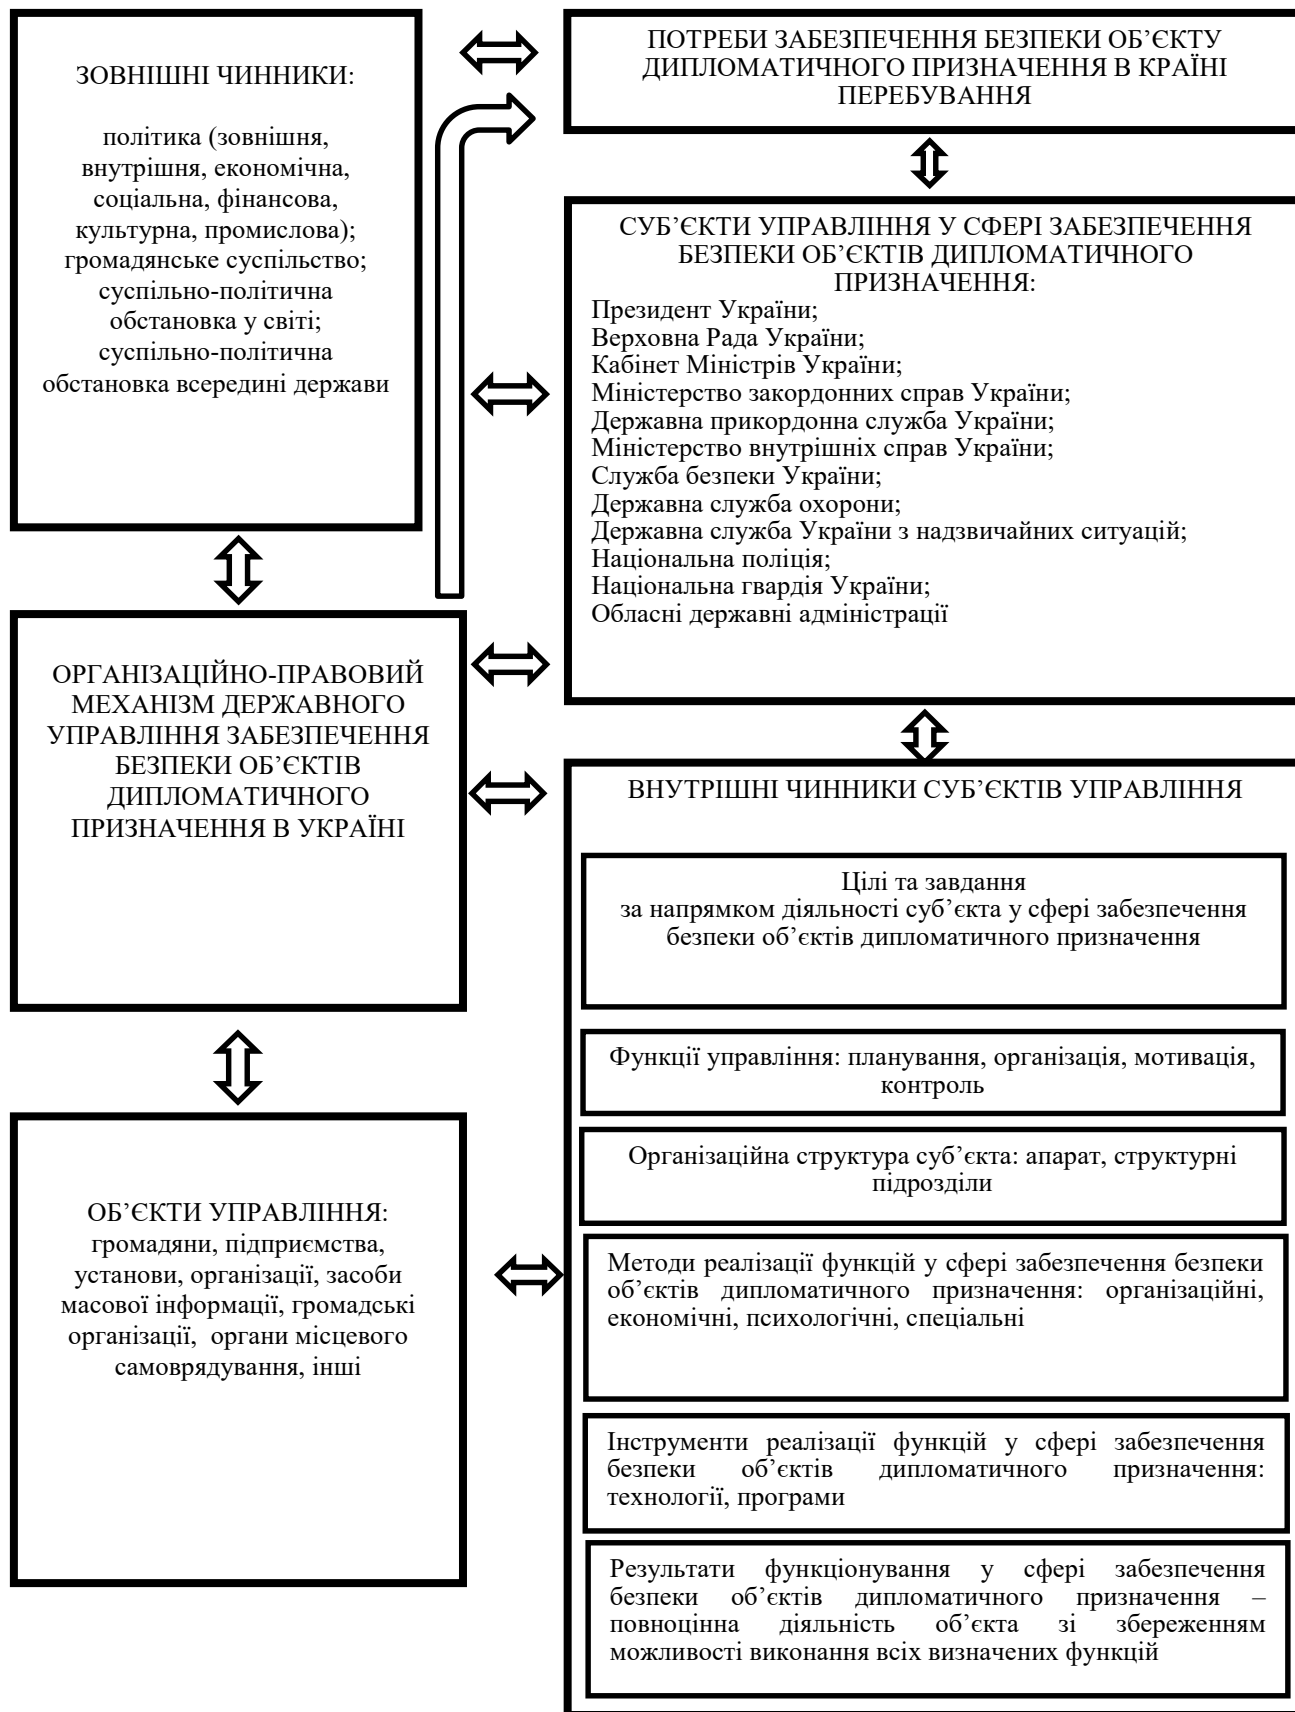 ЗОВНІШНІ ЧИННИКИ:
політика (зовнішня,
внутрішня, економічна,
соціальна, фінансова,
культурна, промислова);
громадянське суспільство;
суспільно-політична
обстановка у світі;
суспільно-політична
обстановка всередині держави
ПОТРЕБИ ЗАБЕЗПЕЧЕННЯ БЕЗПЕКИ ОБ’ЄКТУ
ДИПЛОМАТИЧНОГО ПРИЗНАЧЕННЯ В КРАЇНІ
ПЕРЕБУВАННЯ
СУБ’ЄКТИ УПРАВЛІННЯ У СФЕРІ ЗАБЕЗПЕЧЕННЯ
БЕЗПЕКИ ОБ’ЄКТІВ ДИПЛОМАТИЧНОГО
ПРИЗНАЧЕННЯ:
Президент України;
Верховна Рада України;
Кабінет Міністрів України;
Міністерство закордонних справ України;
Державна прикордонна служба України;
Міністерство внутрішніх справ України;
Служба безпеки України;
Державна служба охорони;
Державна служба України з надзвичайних ситуацій;
Національна поліція;
Національна гвардія України;
Обласні державні адміністрації
ОРГАНІЗАЦІЙНО-ПРАВОВИЙ
МЕХАНІЗМ ДЕРЖАВНОГО
УПРАВЛІННЯ ЗАБЕЗПЕЧЕННЯ
БЕЗПЕКИ ОБ’ЄКТІВ
ДИПЛОМАТИЧНОГО
ПРИЗНАЧЕННЯ В УКРАЇНІ
ВНУТРІШНІ ЧИННИКИ СУБ’ЄКТІВ УПРАВЛІННЯ
Цілі та завдання
за напрямком діяльності суб’єкта у сфері забезпечення
безпеки об’єктів дипломатичного призначення
Функції управління: планування, організація, мотивація,
контроль
Організаційна структура суб’єкта: апарат, структурні
підрозділи
Методи реалізації функцій у сфері забезпечення безпеки
об’єктів дипломатичного призначення: організаційні,
економічні, психологічні, спеціальні
Інструменти реалізації функцій у сфері забезпечення
безпеки об’єктів дипломатичного призначення:
технології, програми
Результати функціонування у сфері забезпечення
безпеки об’єктів дипломатичного призначення –
повноцінна діяльність об’єкта зі збереженням
можливості виконання всіх визначених функцій
ОБ’ЄКТИ УПРАВЛІННЯ:
громадяни, підприємства,
установи, організації, засоби
масової інформації, громадські
організації, органи місцевого
самоврядування, інші